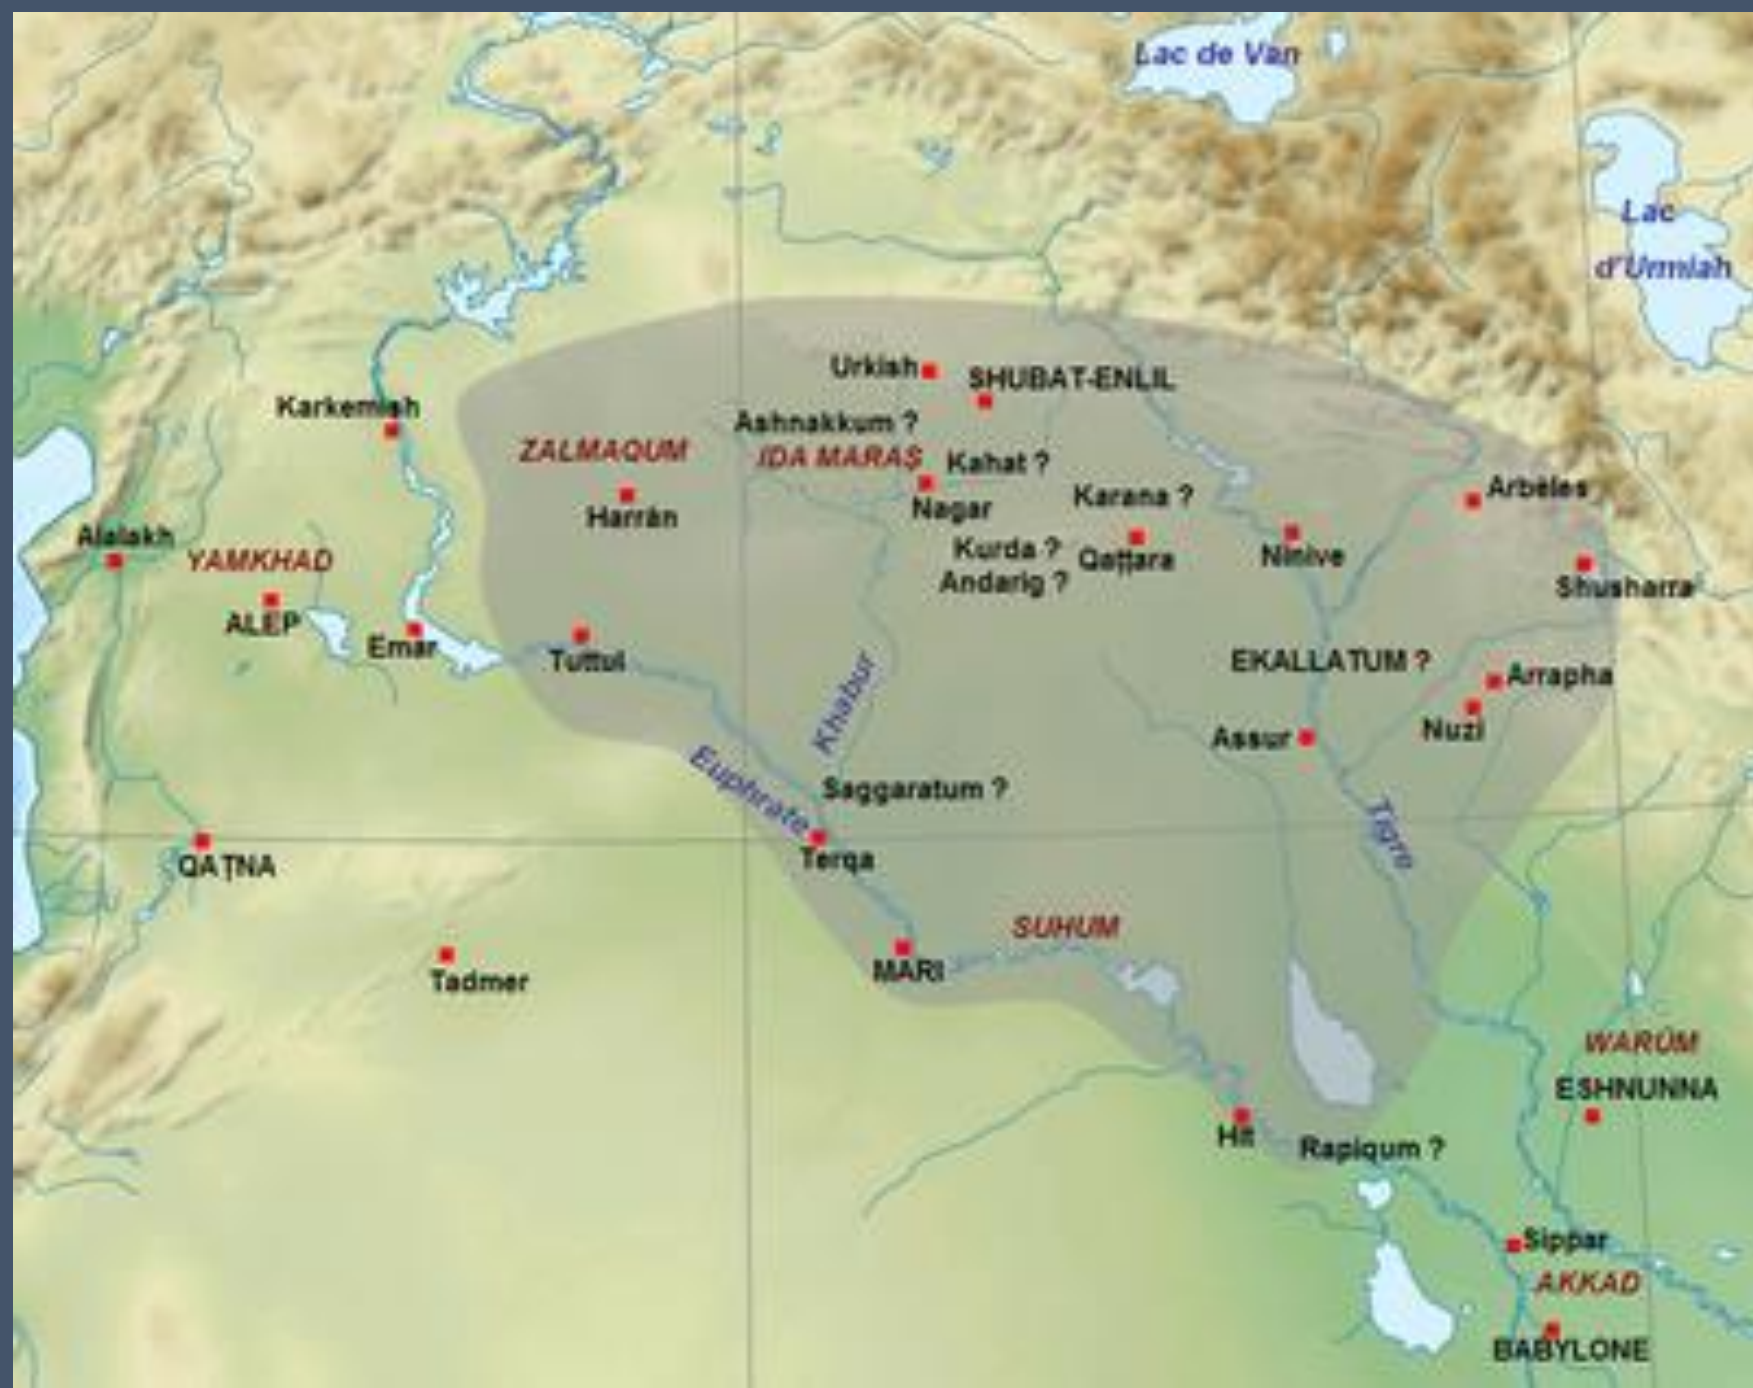 Lac de Van
Lac
d'Urmiah
Urkish
SHUBAT-ENLIL
Karkemish
Ashnakkum ?
ZALMAQUM
IDA MARAṢ
Kahat ?
Harrân
Nagar
Karana ?
Arbèles
Alalakh
YAMKHAD
Kurda ?
Qaṭṭara
Ninive
Andarig ?
Shusharra
ALEP
Emar
Tuttul
EKALLATUM ?
Arrapha
Khabur
Nuzi
Assur
Euphrate
Saggaratum ?
Tigre
Terqa
QAṬNA
SUHUM
MARI
Tadmer
WARÛM
ESHNUNNA
Hit
Rapiqum ?
Sippar
AKKAD
BABYLONE